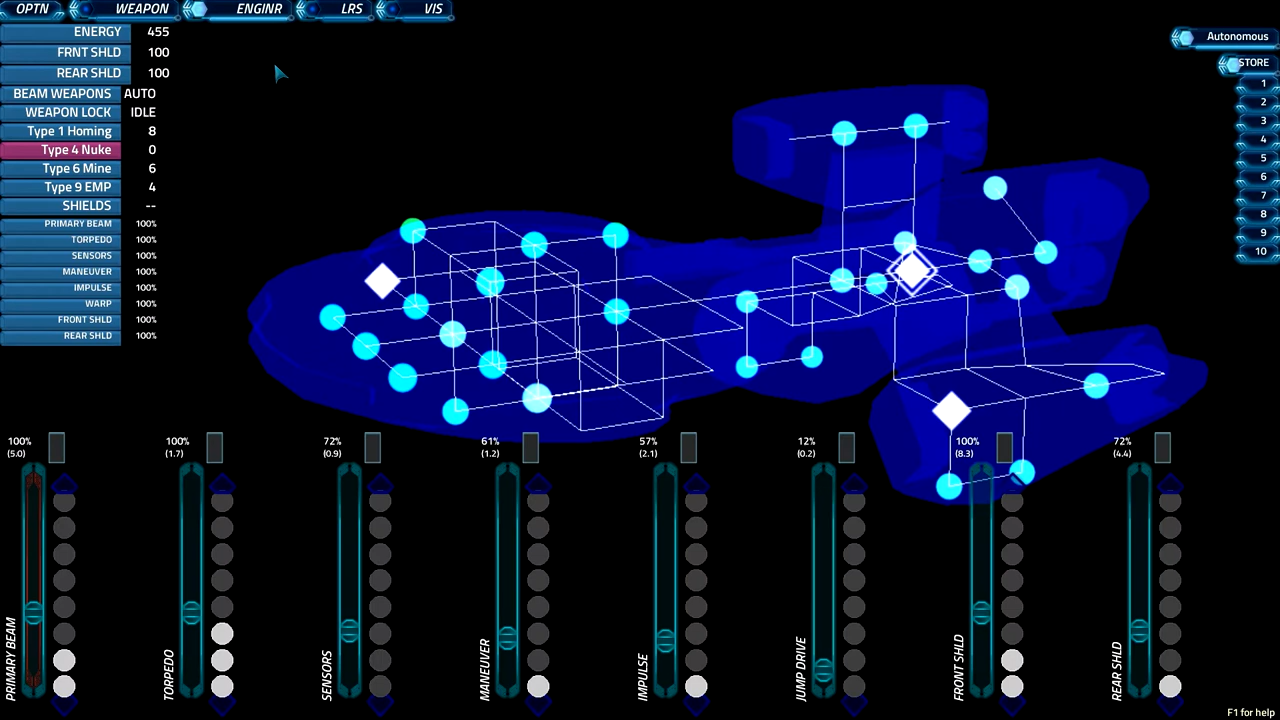 OPTN WEAPON ENGINR LRS VIS
ENERGY 455
FRNT SHLD 100
REAR SHLD 100
BEAM WEAPONS AUTO
WEAPON LOCK IDLE
Type 1 Homing 8
Type 4 Nuke 0
Type 6 Mine 6
Type 9 EMP 4
SHIELDS --
PRIMARY BEAM 100%
TORPEDO 100%
SENSORS 100%
MANEUVER 100%
IMPULSE 100%
WARP 100%
FRONT SHLD 100%
REAR SHLD 100%
Autonomous
STORE
1
2
3
4
5
6
7
8
9
10
100% 100% 72% 61% 57% 12% 100% 72%
(5.0) (1.7) (0.9) (1.2) (2.1) (0.2) (8.3) (4.4)
PRIMARY BEAM
TORPEDO
SENSORS
MANEUVER
IMPULSE
JUMP DRIVE
FRONT SHLD
REAR SHLD
F1 for help